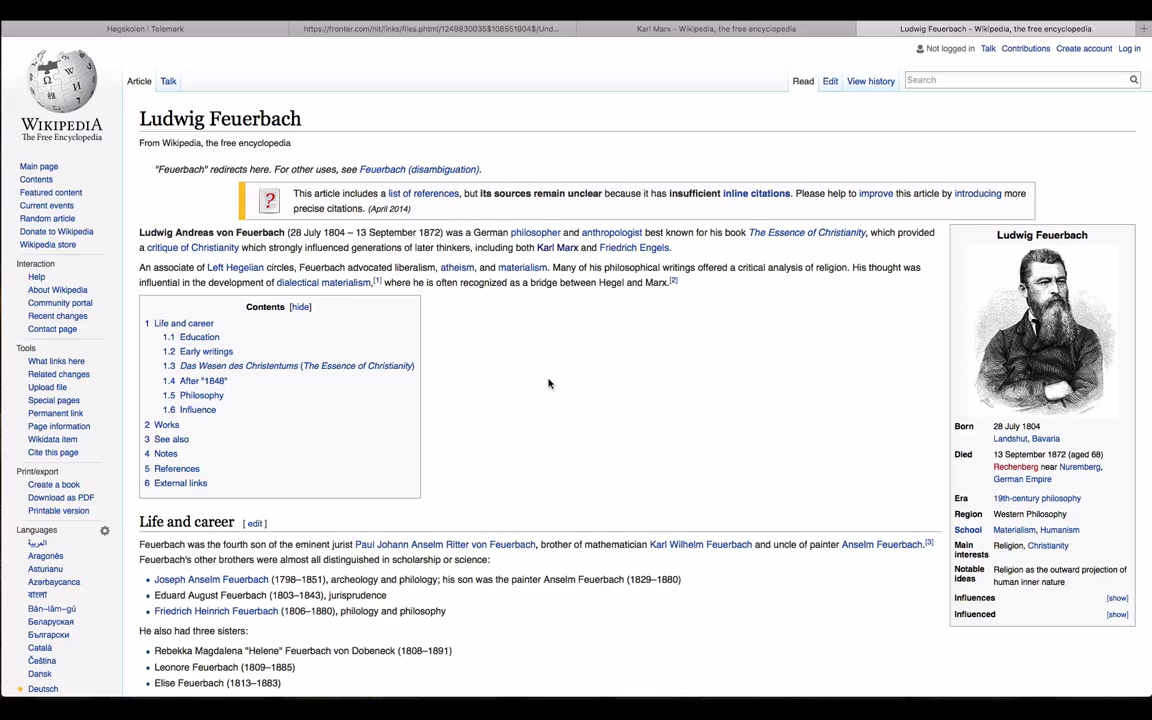 Høgskolen i Telemark
https://fronter.com/hit/links/files.phtml/1249830035$108551904$/Und...
Karl Marx - Wikipedia, the free encyclopedia
Ludwig Feuerbach - Wikipedia, the free encyclopedia
Not logged in Talk Contributions Create account Log in
Article Talk
Read Edit View history Search
WIKIPEDIA
The Free Encyclopedia
Main page
Contents
Featured content
Current events
Random article
Donate to Wikipedia
Wikipedia store
Interaction
Help
About Wikipedia
Community portal
Recent changes
Contact page
Tools
What links here
Related changes
Upload file
Special pages
Permanent link
Page information
Wikidata item
Cite this page
Print/export
Create a book
Download as PDF
Printable version
Languages
العربية
Aragonés
Asturianu
Azərbaycanca
বাংলা
Bân-lâm-gú
Беларуская
Български
Català
Čeština
Dansk
Deutsch
Ludwig Feuerbach
From Wikipedia, the free encyclopedia
"Feuerbach" redirects here. For other uses, see Feuerbach (disambiguation).
This article includes a list of references, but its sources remain unclear because it has insufficient inline citations. Please help to improve this article by introducing more
precise citations. (April 2014)
Ludwig Andreas von Feuerbach (28 July 1804 – 13 September 1872) was a German philosopher and anthropologist best known for his book The Essence of Christianity, which provided
a critique of Christianity which strongly influenced generations of later thinkers, including both Karl Marx and Friedrich Engels.
An associate of Left Hegelian circles, Feuerbach advocated liberalism, atheism, and materialism. Many of his philosophical writings offered a critical analysis of religion. His thought was
influential in the development of dialectical materialism,[1] where he is often recognized as a bridge between Hegel and Marx.[2]
Contents [hide]
1 Life and career
1.1 Education
1.2 Early writings
1.3 Das Wesen des Christentums (The Essence of Christianity)
1.4 After "1848"
1.5 Philosophy
1.6 Influence
2 Works
3 See also
4 Notes
5 References
6 External links
Life and career [ edit ]
Feuerbach was the fourth son of the eminent jurist Paul Johann Anselm Ritter von Feuerbach, brother of mathematician Karl Wilhelm Feuerbach and uncle of painter Anselm Feuerbach.[3]
Feuerbach's other brothers were almost all distinguished in scholarship or science:
• Joseph Anselm Feuerbach (1798–1851), archeology and philology; his son was the painter Anselm Feuerbach (1829–1880)
• Eduard August Feuerbach (1803–1843), jurisprudence
• Friedrich Heinrich Feuerbach (1806–1880), philology and philosophy
He also had three sisters:
• Rebekka Magdalena "Helene" Feuerbach von Dobeneck (1808–1891)
• Leonore Feuerbach (1809–1885)
• Elise Feuerbach (1813–1883)
Ludwig Feuerbach
Born 28 July 1804
Landshut, Bavaria
Died 13 September 1872 (aged 68)
Rechenberg near Nuremberg,
German Empire
Era 19th-century philosophy
Region Western Philosophy
School Materialism, Humanism
Main interests Religion, Christianity
Notable ideas Religion as the outward projection of
human inner nature
Influences [show]
Influenced [show]